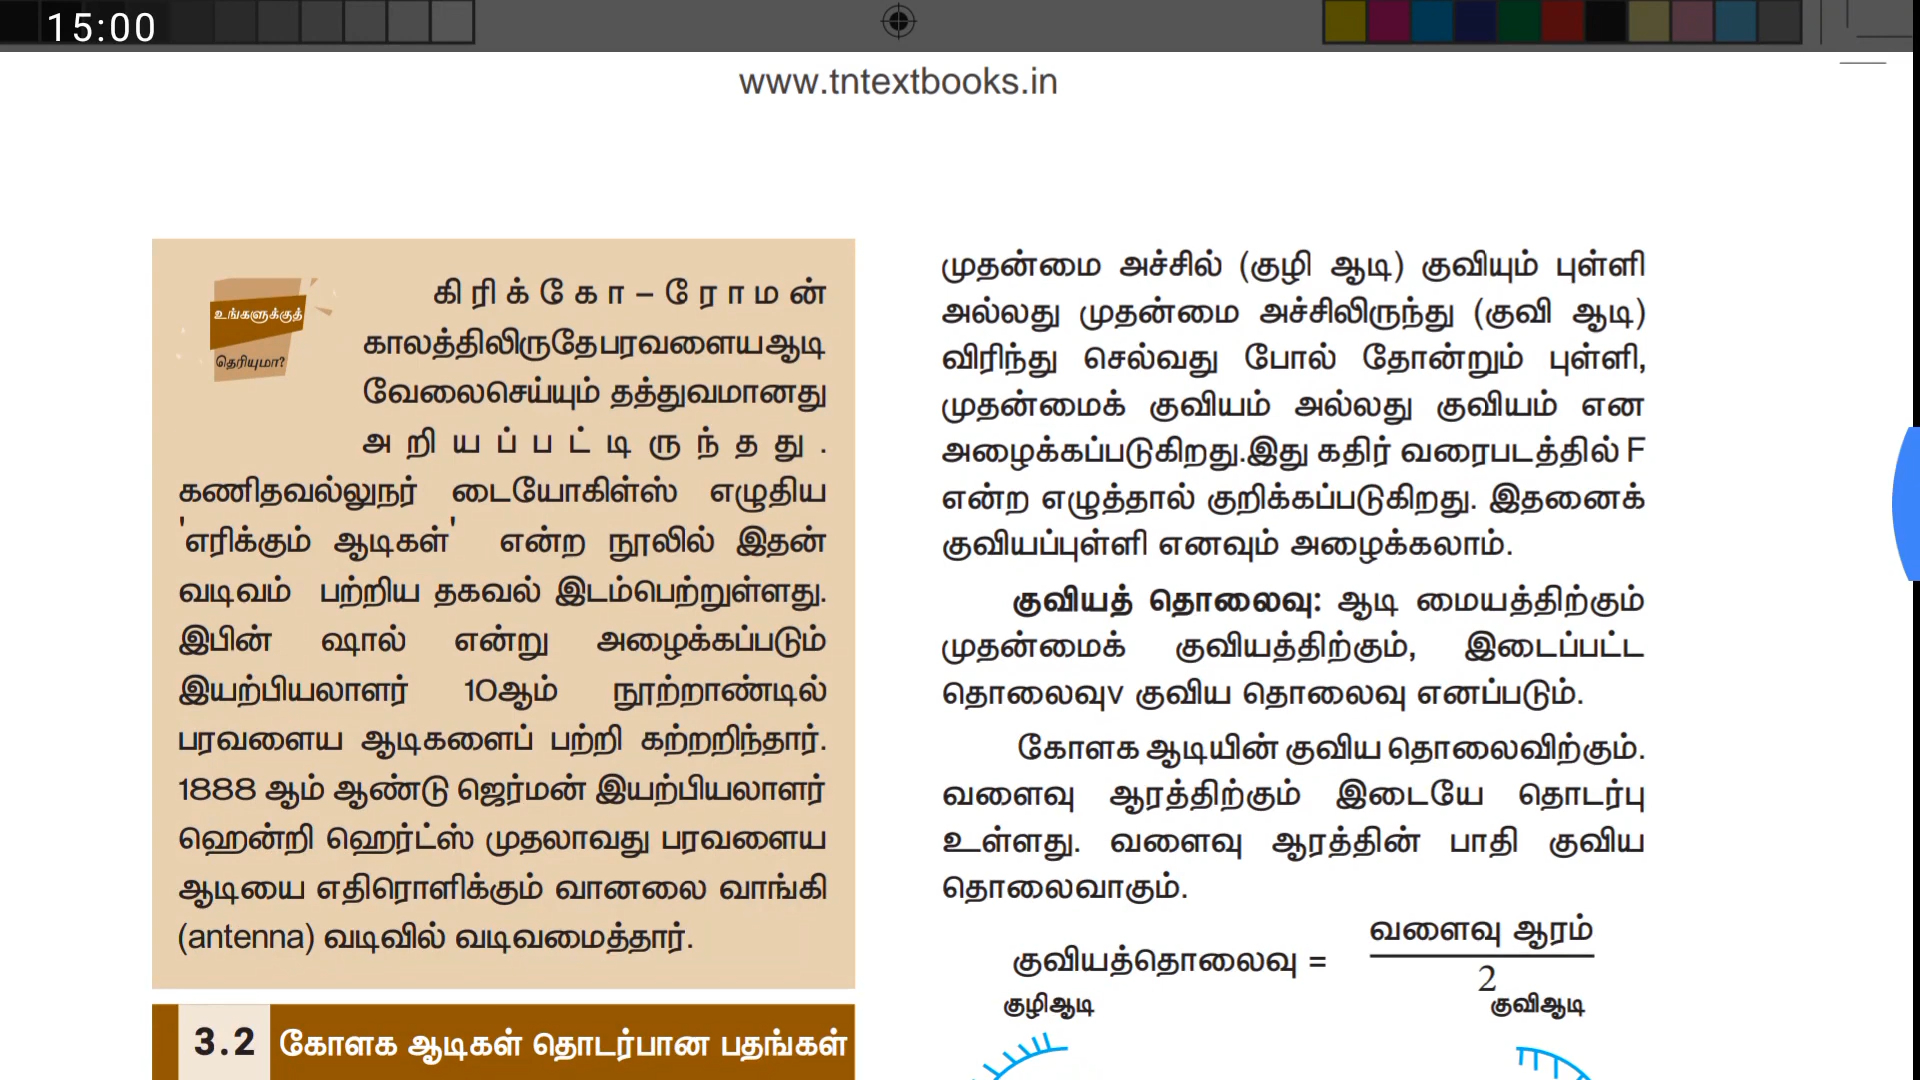 15:00
www.tntextbooks.in
உங்களுக்குத்
தெரியுமா?
கிரிக்கோ – ரோமன்
காலத்திலிருதேபரவளையஆடி
வேலைசெய்யும் தத்துவமானது
அறியப்பட்டிருந்தது.
கணிதவல்லுநர் டையோகிள்ஸ் எழுதிய
'எரிக்கும் ஆடிகள்' என்ற நூலில் இதன்
வடிவம் பற்றிய தகவல் இடம்பெற்றுள்ளது.
இபின் ஷால் என்று அழைக்கப்படும்
இயற்பியலாளர் 10ஆம் நூற்றாண்டில்
பரவளைய ஆடிகளைப் பற்றி கற்றறிந்தார்.
1888 ஆம் ஆண்டு ஜெர்மன் இயற்பியலாளர்
ஹென்றி ஹெர்ட்ஸ் முதலாவது பரவளைய
ஆடியை எதிரொளிக்கும் வானலை வாங்கி
(antenna) வடிவில் வடிவமைத்தார்.
3.2 கோளக ஆடிகள் தொடர்பான பதங்கள்
முதன்மை அச்சில் (குழி ஆடி) குவியும் புள்ளி
அல்லது முதன்மை அச்சிலிருந்து (குவி ஆடி)
விரிந்து செல்வது போல் தோன்றும் புள்ளி,
முதன்மைக் குவியம் அல்லது குவியம் என
அழைக்கப்படுகிறது.இது கதிர் வரைபடத்தில் F
என்ற எழுத்தால் குறிக்கப்படுகிறது. இதனைக்
குவியப்புள்ளி எனவும் அழைக்கலாம்.
குவியத் தொலைவு: ஆடி மையத்திற்கும்
முதன்மைக் குவியத்திற்கும், இடைப்பட்ட
தொலைவுv குவிய தொலைவு எனப்படும்.
கோளக ஆடியின் குவிய தொலைவிற்கும்.
வளைவு ஆரத்திற்கும் இடையே தொடர்பு
உள்ளது. வளைவு ஆரத்தின் பாதி குவிய
தொலைவாகும்.
வளைவு ஆரம்
குவியத்தொலைவு =
2
குழிஆடி குவிஆடி